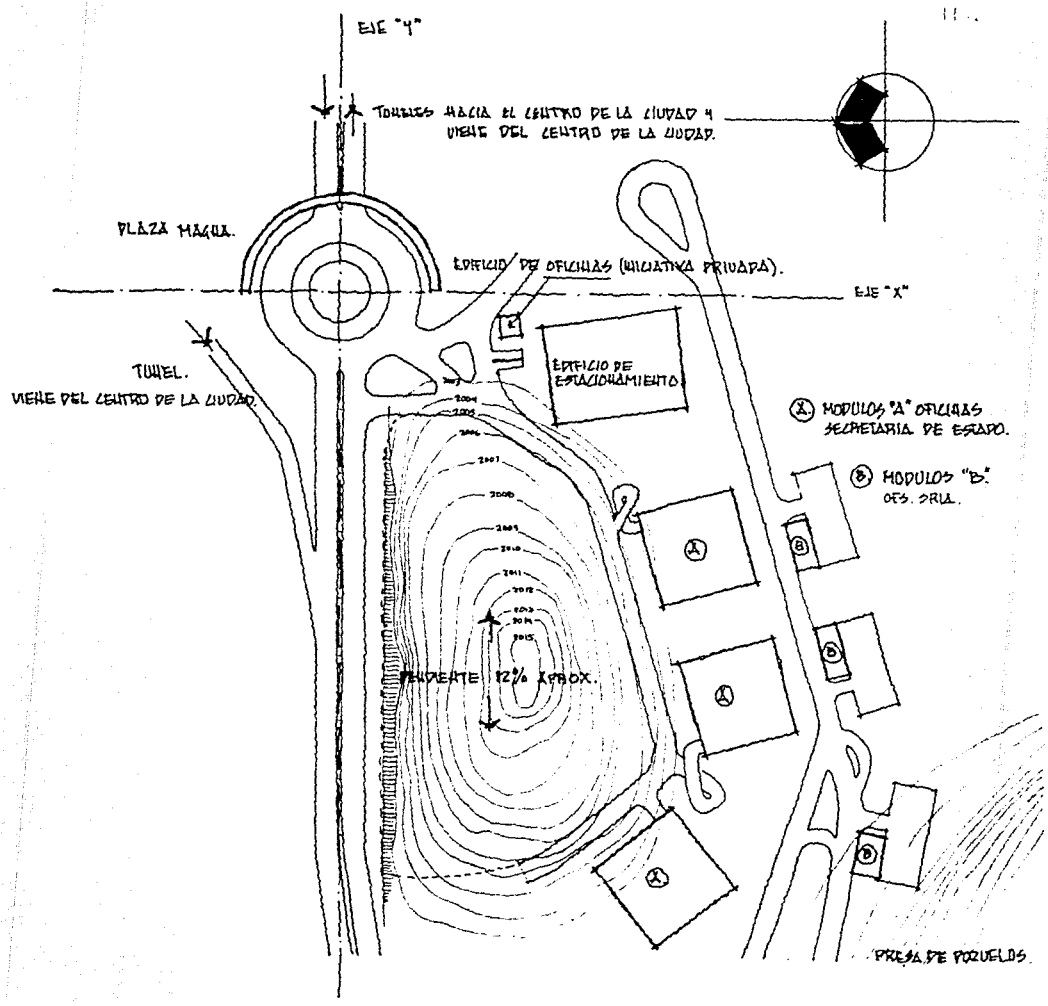 EJE "Y"
TUNELES HACIA EL CENTRO DE LA CIUDAD Y
VIENE DEL CENTRO DE LA CIUDAD.
PLAZA MAGNA.
EDIFICIO DE OFICINAS (INICIATIVA PRIVADA).
EJE "X"
TUNEL.
VIENE DEL CENTRO DE LA CIUDAD.
EDIFICIO DE
ESTACIONAMIENTO
A MODULOS "A" OFICINAS
SECRETARIA DE ESTADO.
B MODULOS "B"
OFS. SRIA.
2003
2004
2005
2006
2007
2008
2009
2010
2011
2012
2013
2014
2015
PENDIENTE 12% APROX.
A
B
B
A
A
B
PRESA DE POZUELOS.